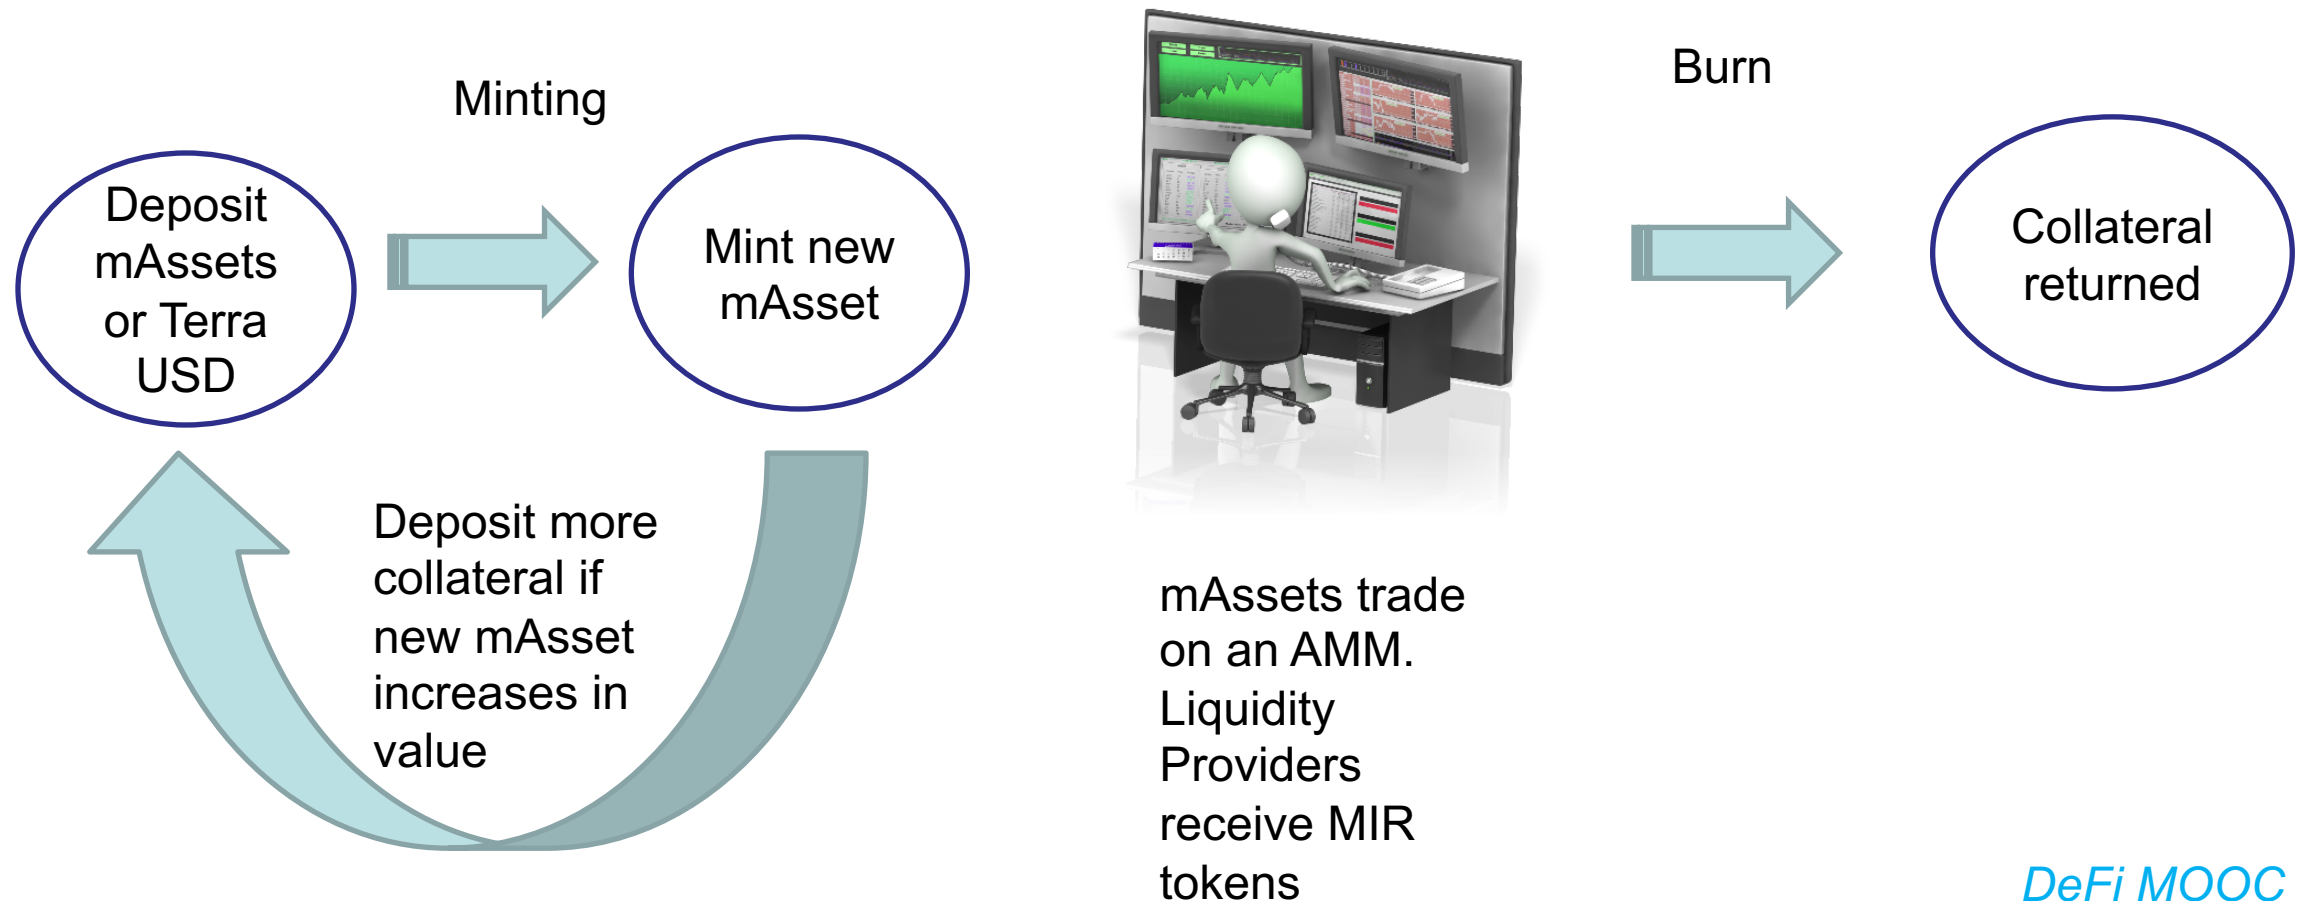 Minting
Burn
Deposit
mAssets
or Terra
USD
Mint new
mAsset
Collateral
returned
Deposit more
collateral if
new mAsset
increases in
value
mAssets trade
on an AMM.
Liquidity
Providers
receive MIR
tokens
DeFi MOOC